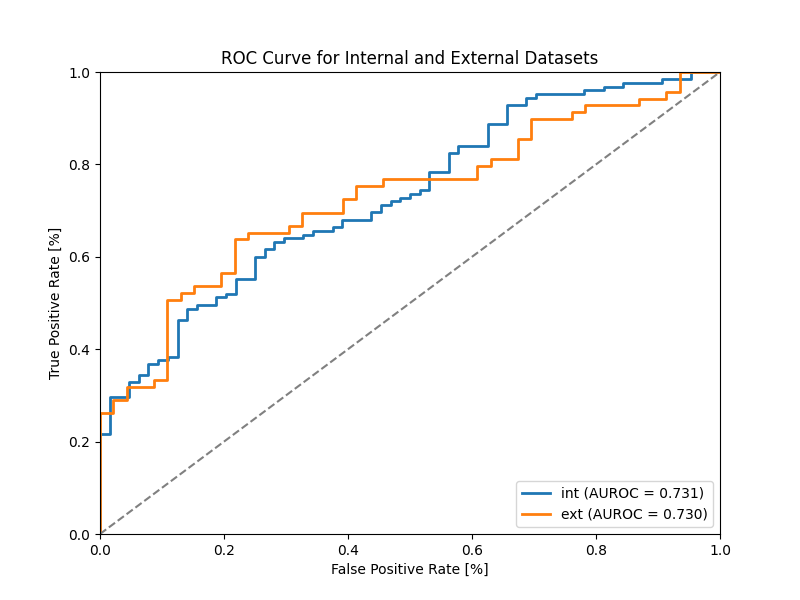 ROC Curve for Internal and External Datasets
1.0
0.8
0.6
0.4
0.2
0.0
True Positive Rate [%]
int (AUROC = 0.731)
ext (AUROC = 0.730)
0.0 0.2 0.4 0.6 0.8 1.0
False Positive Rate [%]